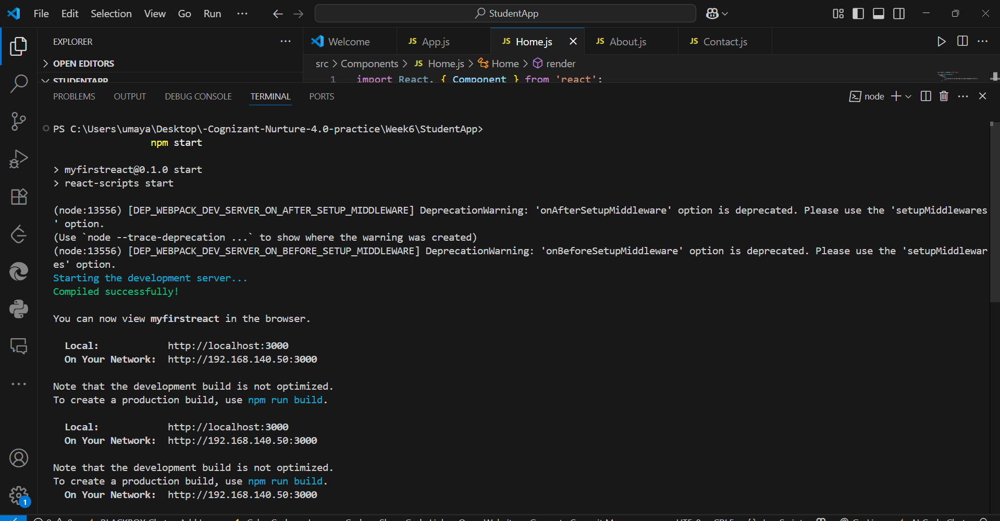 File Edit Selection View Go Run ··· StudentApp
EXPLORER ···
Welcome JS App.js JS Home.js JS About.js JS Contact.js
OPEN EDITORS
src > Components > JS Home.js > Home > render
STUDENTAPP
1 import React, { Component } from 'react';
PROBLEMS OUTPUT DEBUG CONSOLE TERMINAL PORTS node
PS C:\Users\umaya\Desktop\-Cognizant-Nurture-4.0-practice\Week6\StudentApp>
npm start
> myfirstreact@0.1.0 start
> react-scripts start
(node:13556) [DEP_WEBPACK_DEV_SERVER_ON_AFTER_SETUP_MIDDLEWARE] DeprecationWarning: 'onAfterSetupMiddleware' option is deprecated. Please use the 'setupMiddlewares
' option.
(Use `node --trace-deprecation ...` to show where the warning was created)
(node:13556) [DEP_WEBPACK_DEV_SERVER_ON_BEFORE_SETUP_MIDDLEWARE] DeprecationWarning: 'onBeforeSetupMiddleware' option is deprecated. Please use the 'setupMiddlewar
es' option.
Starting the development server...
Compiled successfully!
You can now view myfirstreact in the browser.
Local: http://localhost:3000
On Your Network: http://192.168.140.50:3000
Note that the development build is not optimized.
To create a production build, use npm run build.
Local: http://localhost:3000
On Your Network: http://192.168.140.50:3000
Note that the development build is not optimized.
To create a production build, use npm run build.
On Your Network: http://192.168.140.50:3000
1